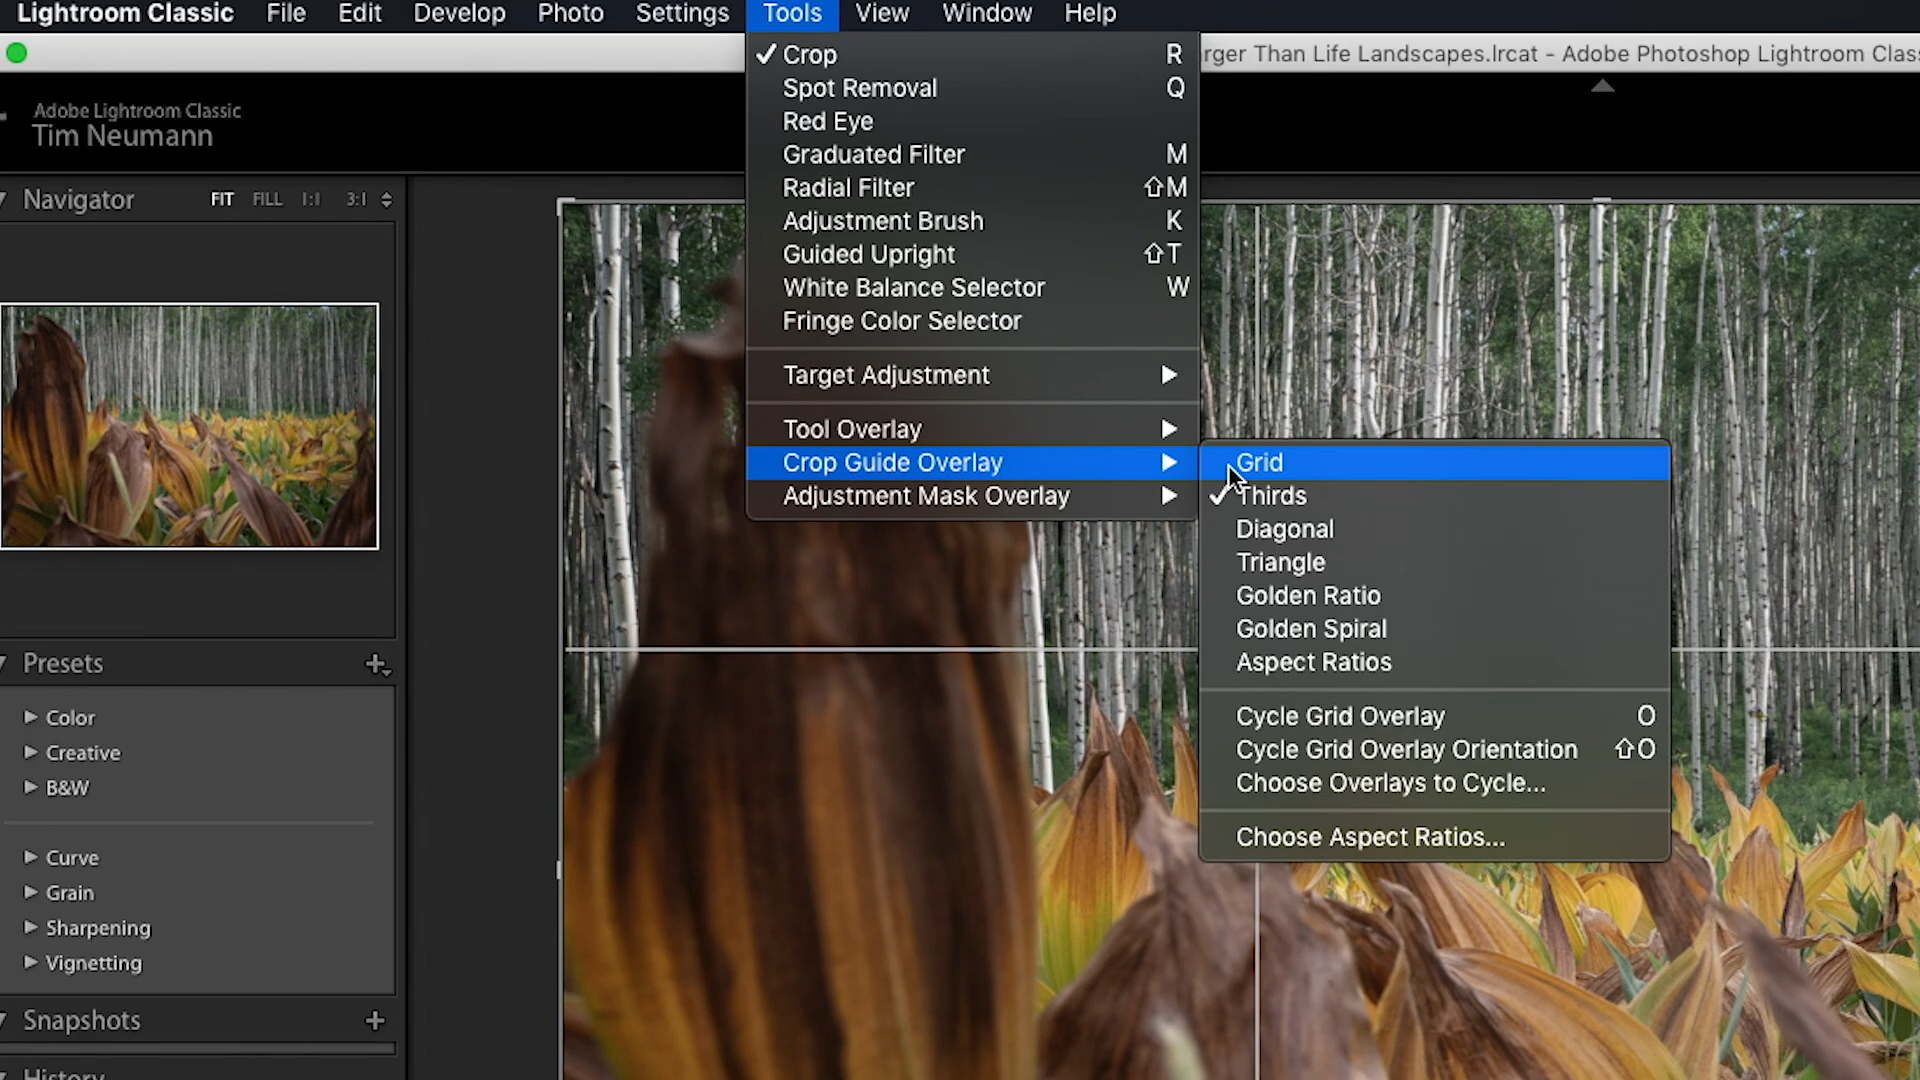 Lightroom Classic File Edit Develop Photo Settings Tools View Window Help
rger Than Life Landscapes.lrcat - Adobe Photoshop Lightroom Clas
Adobe Lightroom Classic
Tim Neumann
Navigator FIT FILL 1:1 3:1
Presets
Color
Creative
B&W
Curve
Grain
Sharpening
Vignetting
Snapshots
History
Crop R
Spot Removal Q
Red Eye
Graduated Filter M
Radial Filter ⇧M
Adjustment Brush K
Guided Upright ⇧T
White Balance Selector W
Fringe Color Selector
Target Adjustment
Tool Overlay
Crop Guide Overlay
Adjustment Mask Overlay
Grid
Thirds
Diagonal
Triangle
Golden Ratio
Golden Spiral
Aspect Ratios
Cycle Grid Overlay O
Cycle Grid Overlay Orientation ⇧O
Choose Overlays to Cycle...
Choose Aspect Ratios...